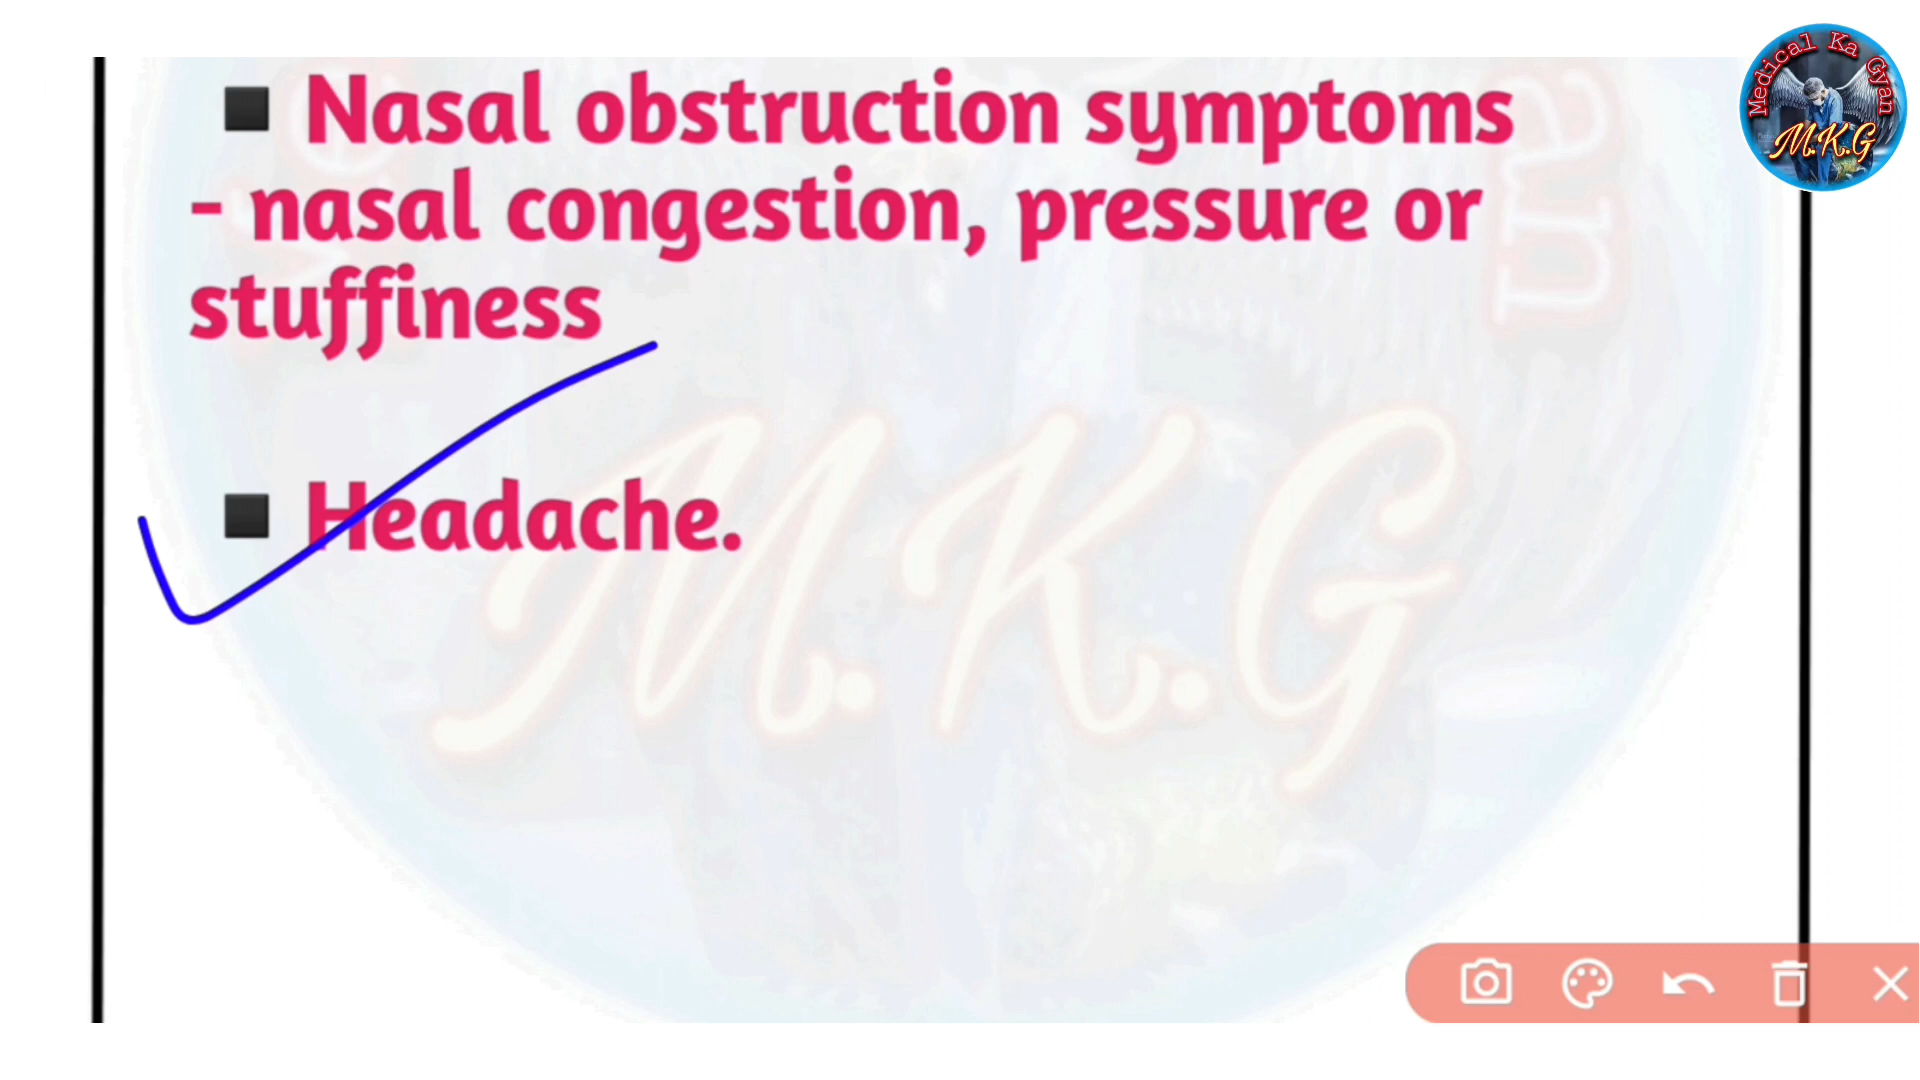 ◾ Nasal obstruction symptoms
- nasal congestion, pressure or
stuffiness
◾ Headache.
M.K.G
Medical Ka Gyan
M.K.G